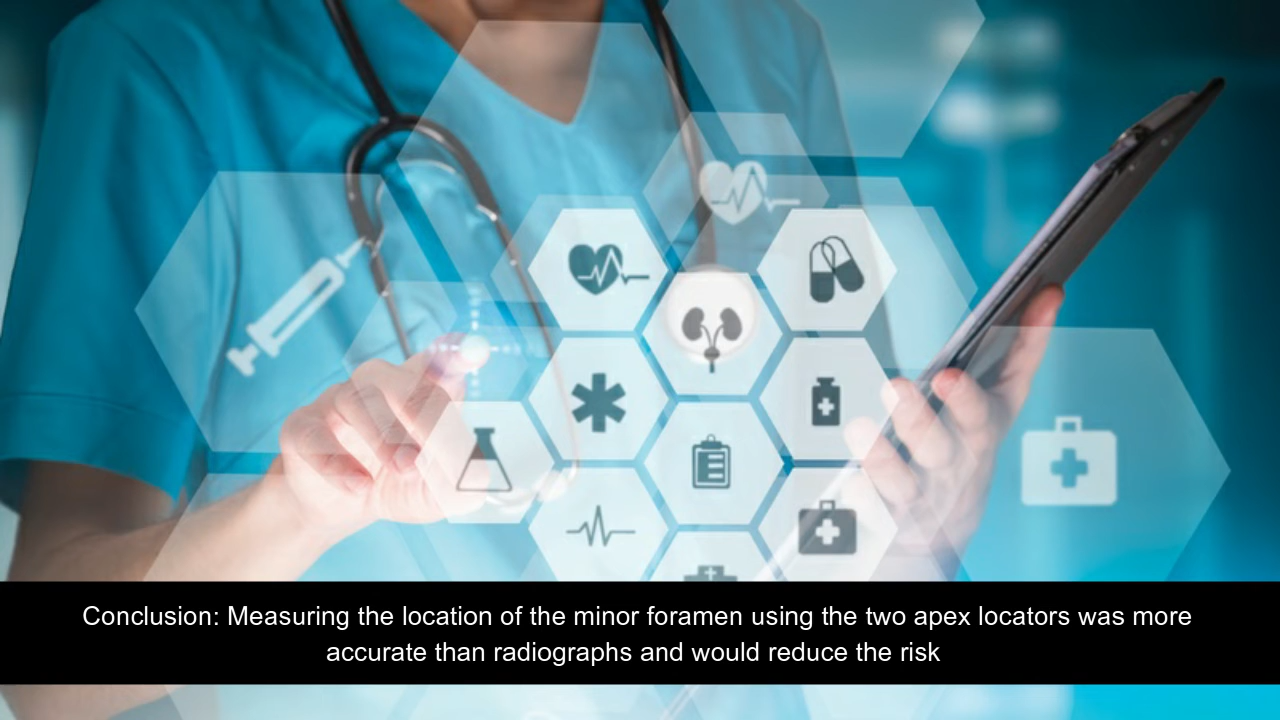 Conclusion: Measuring the location of the minor foramen using the two apex locators was more
accurate than radiographs and would reduce the risk